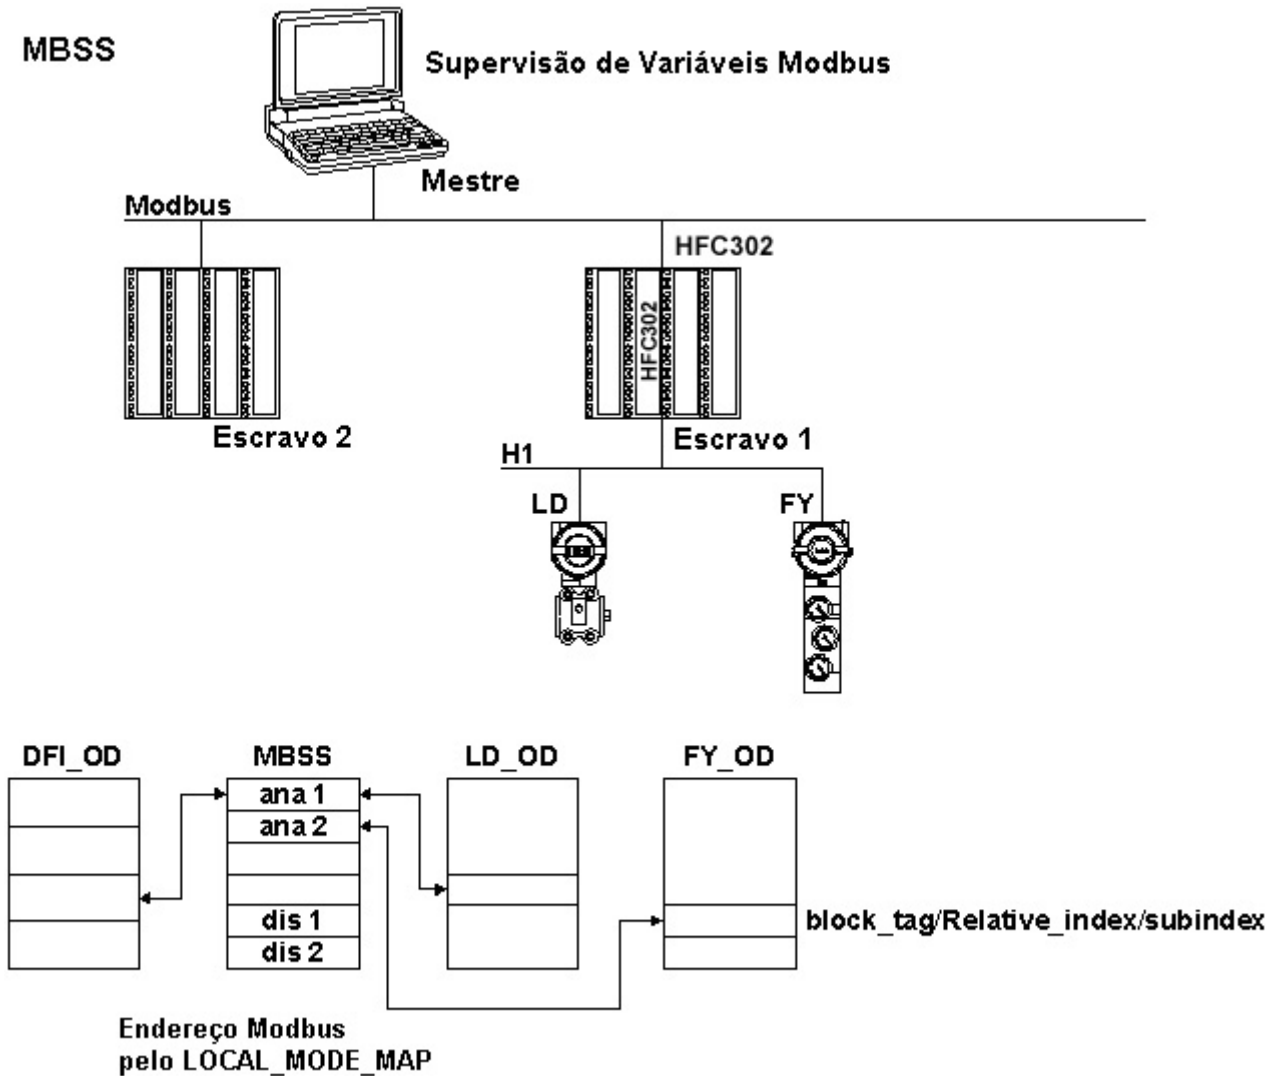 MBSS
Supervisão de Variáveis Modbus
Mestre
Modbus
HFC302
HFC302
Escravo 2
Escravo 1
H1
LD
FY
DFI_OD
MBSS
LD_OD
FY_OD
ana 1
ana 2
dis 1
dis 2
block_tag/Relative_index/subindex
Endereço Modbus
pelo LOCAL_MODE_MAP